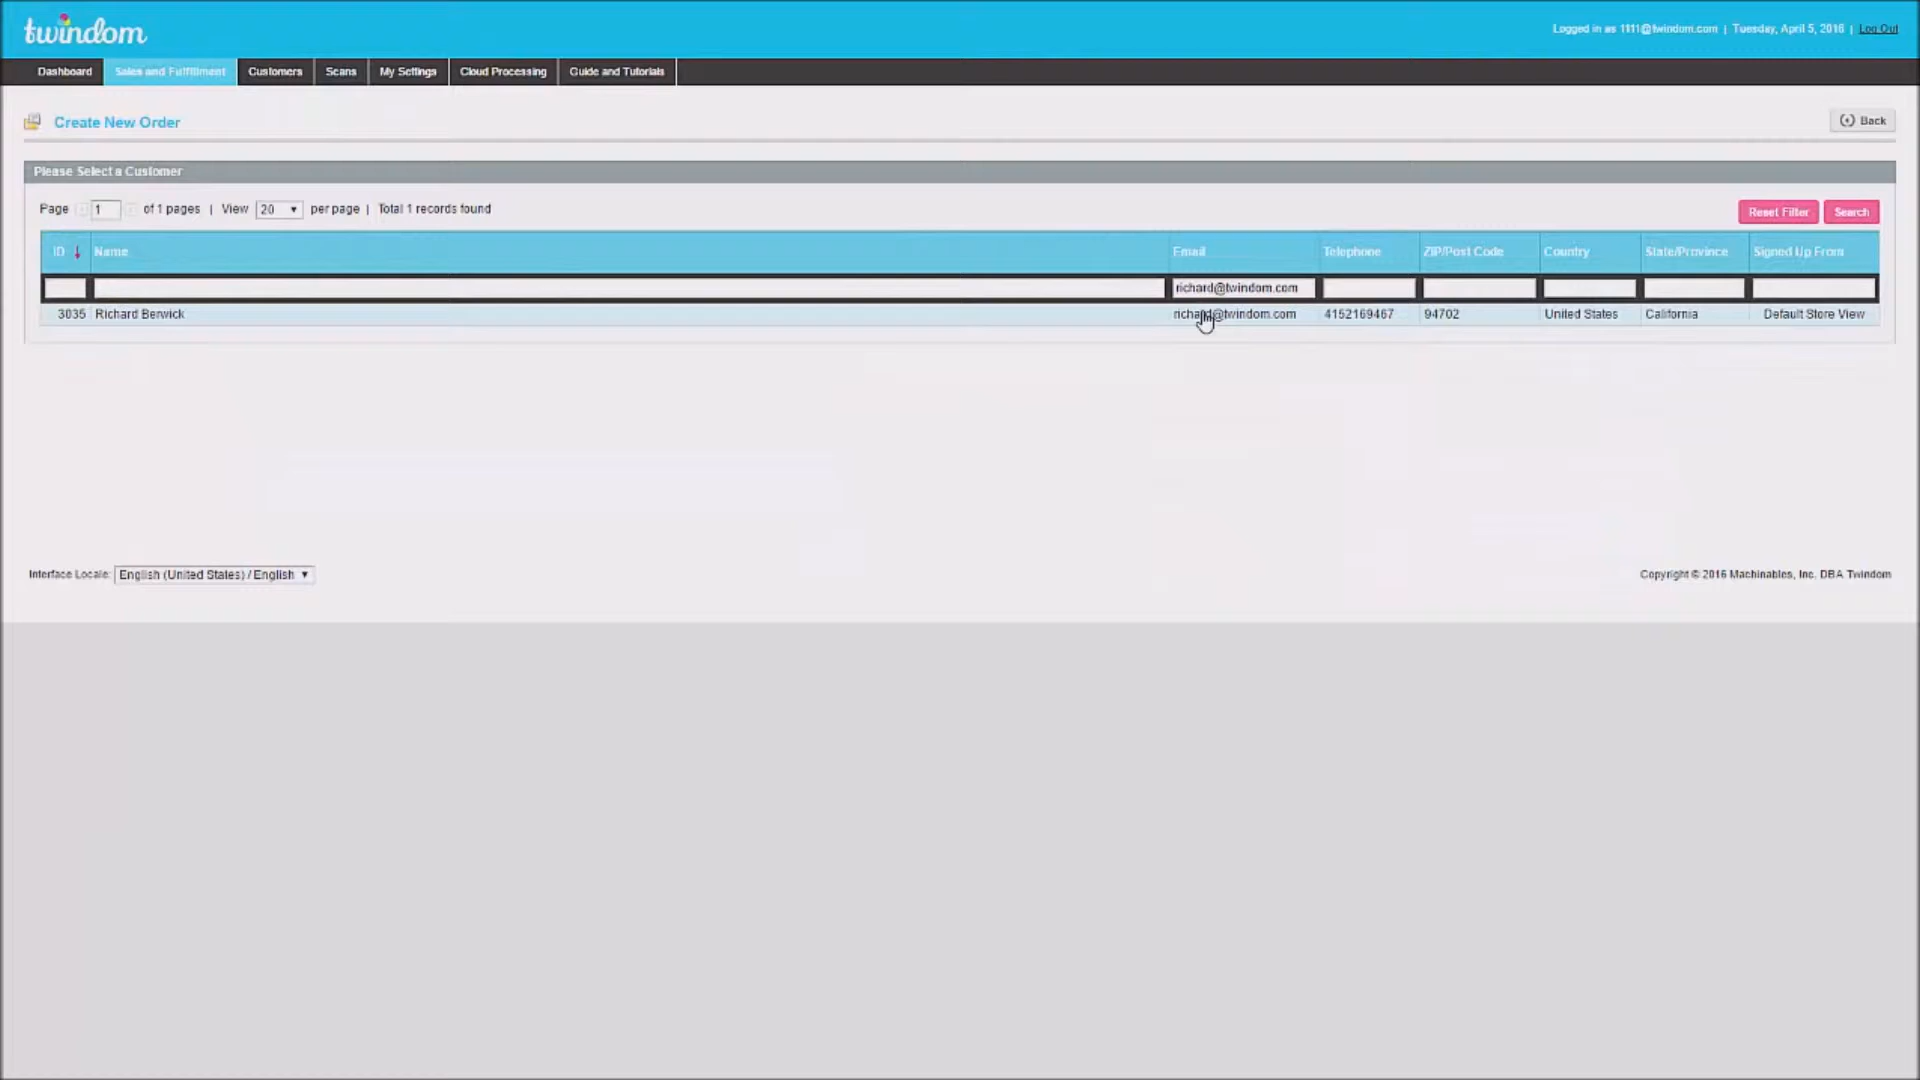 twindom
Logged in as 1111@twindom.com | Tuesday, April 5, 2016 | Log Out
Dashboard Sales and Fulfillment Customers Scans My Settings Cloud Processing Guide and Tutorials
Create New Order
Back
Please Select a Customer
Page 1 of 1 pages | View 20 per page | Total 1 records found
Reset Filter Search
ID Name Email Telephone ZIP/Post Code Country State/Province Signed Up From
richard@twindom.com
3035 Richard Berwick richard@twindom.com 4152169467 94702 United States California Default Store View
Interface Locale: English (United States) / English
Copyright © 2016 Machinables, Inc. DBA Twindom